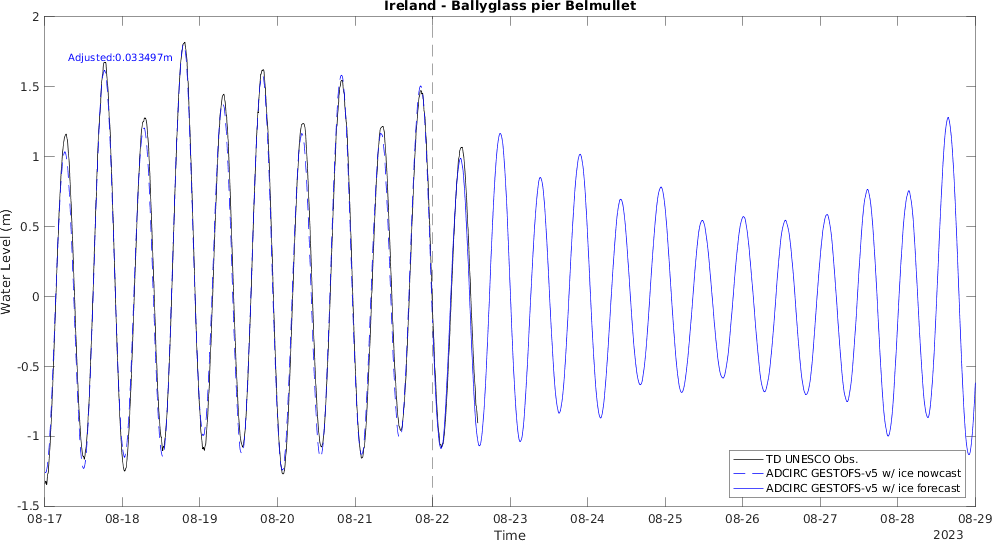 Ireland - Ballyglass pier Belmullet
Adjusted:0.033497m
Water Level (m)
2
1.5
1
0.5
0
-0.5
-1
-1.5
TD UNESCO Obs.
ADCIRC GESTOFS-v5 w/ ice nowcast
ADCIRC GESTOFS-v5 w/ ice forecast
08-17 08-18 08-19 08-20 08-21 08-22 08-23 08-24 08-25 08-26 08-27 08-28 08-29
Time
2023